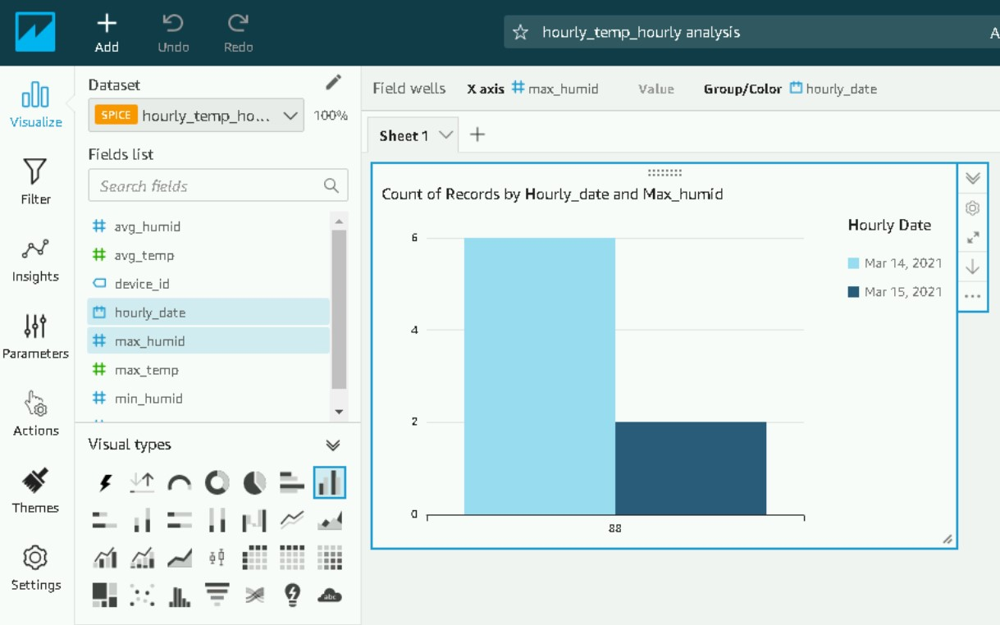 Add
Undo
Redo
hourly_temp_hourly analysis
A
Visualize
Filter
Insights
Parameters
Actions
Themes
Settings
Dataset
SPICE hourly_temp_ho... 100%
Fields list
Search fields
avg_humid
avg_temp
device_id
hourly_date
max_humid
max_temp
min_humid
Visual types
abc
Field wells X axis max_humid Value Group/Color hourly_date
Sheet 1
Count of Records by Hourly_date and Max_humid
6
4
2
0
88
Hourly Date
Mar 14, 2021
Mar 15, 2021